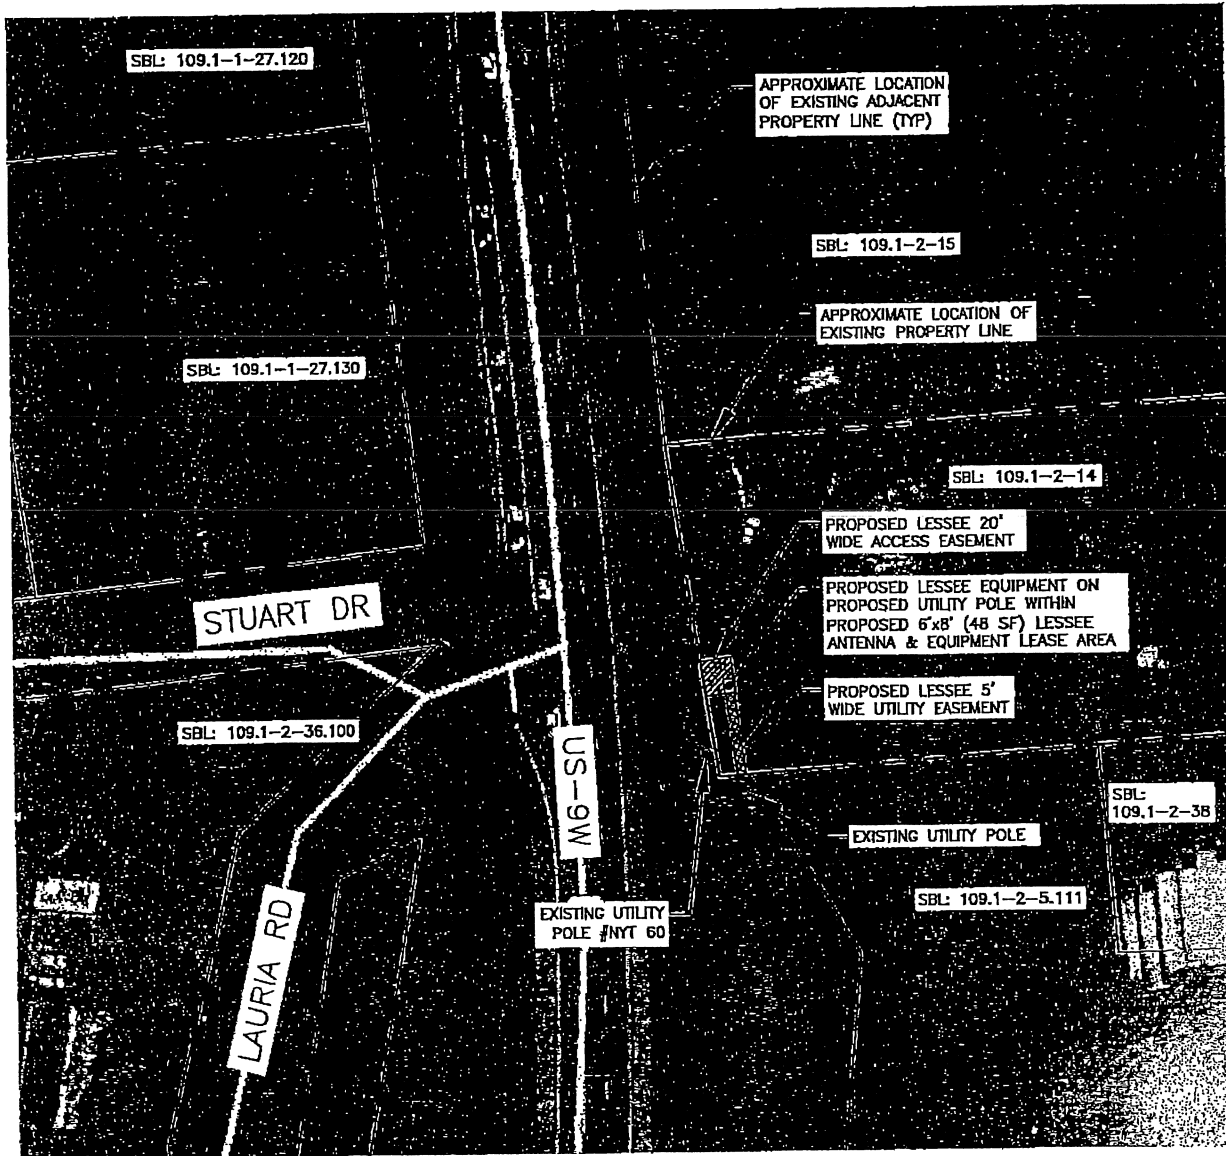 SBL: 109.1-1-27.120
APPROXIMATE LOCATION
OF EXISTING ADJACENT
PROPERTY LINE (TYP)
SBL: 109.1-2-15
APPROXIMATE LOCATION OF
EXISTING PROPERTY LINE
SBL: 109.1-1-27.130
SBL: 109.1-2-14
PROPOSED LESSEE 20'
WIDE ACCESS EASEMENT
PROPOSED LESSEE EQUIPMENT ON
PROPOSED UTILITY POLE WITHIN
PROPOSED 6'x8' (48 SF) LESSEE
ANTENNA & EQUIPMENT LEASE AREA
STUART DR
PROPOSED LESSEE 5'
WIDE UTILITY EASEMENT
SBL: 109.1-2-36.100
US-9W
SBL:
109.1-2-38
EXISTING UTILITY POLE
SBL: 109.1-2-5.111
EXISTING UTILITY
POLE #NYT 60
LAURIA RD